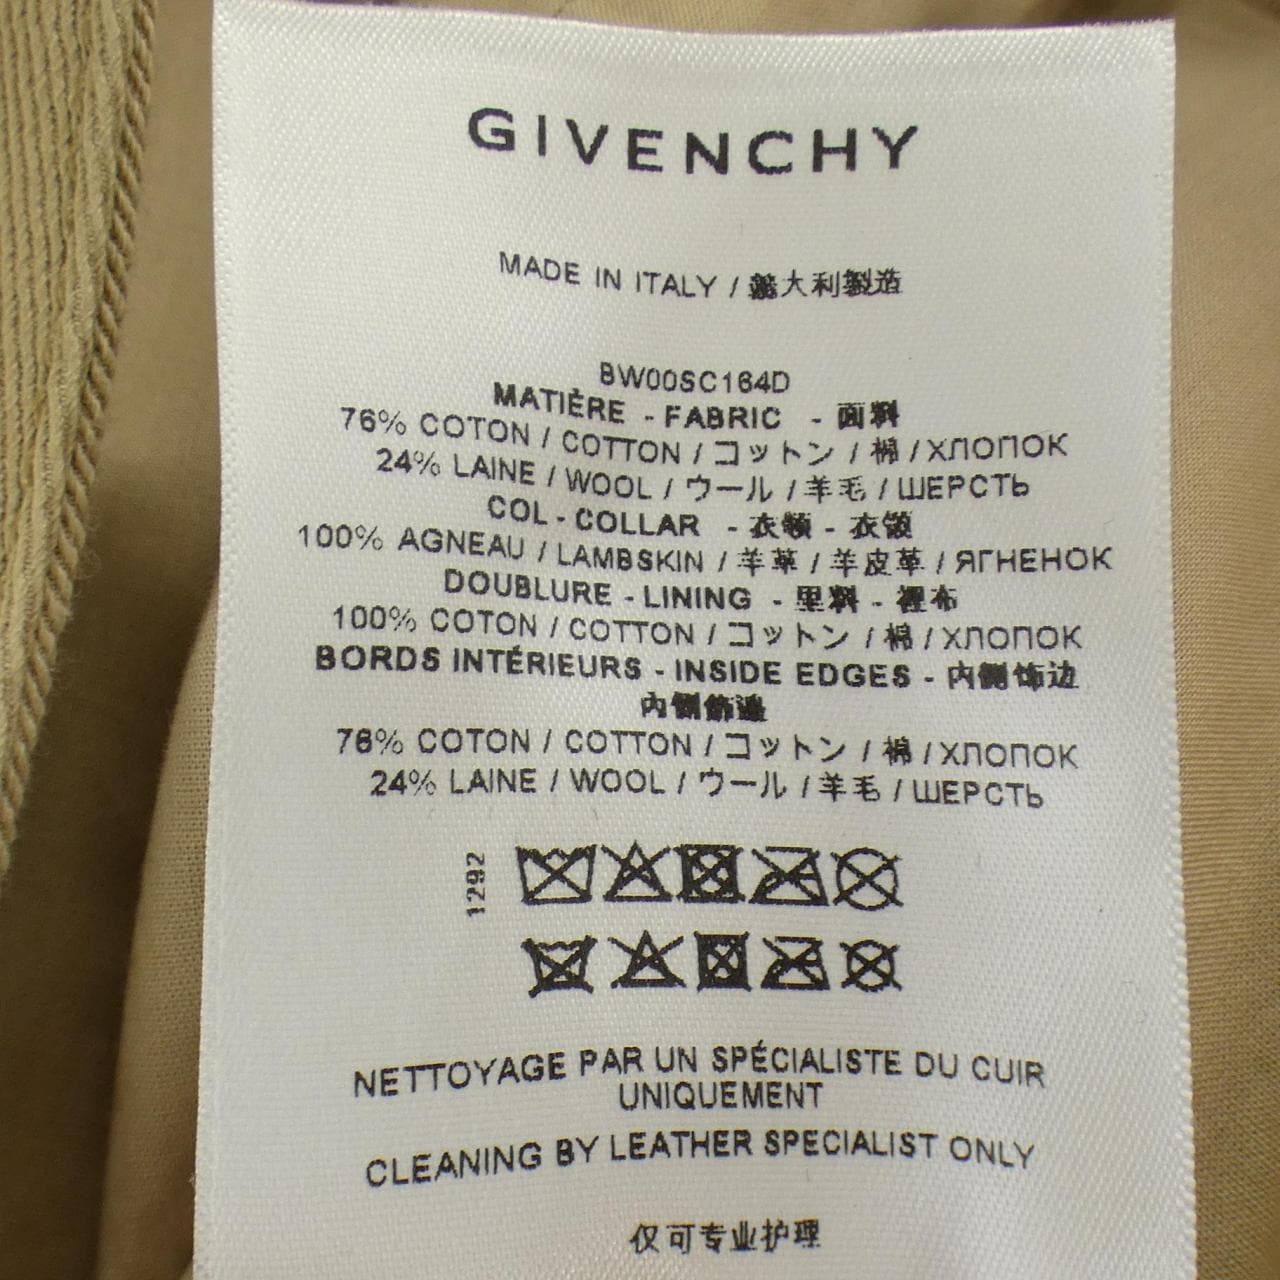 GIVENCHY
MADE IN ITALY / 義大利製造
BW00SC164D
MATIÈRE - FABRIC - 面料
76% COTON / COTTON / コットン / 棉 / ХЛОПОК
24% LAINE / WOOL / ウール / 羊毛 / ШЕРСТЬ
COL - COLLAR - 衣领 - 衣領
100% AGNEAU / LAMBSKIN / 羊革 / 羊皮革 / ЯГНЕНОК
DOUBLURE - LINING - 里料 - 裡布
100% COTON / COTTON / コットン / 棉 / ХЛОПОК
BORDS INTÉRIEURS - INSIDE EDGES - 内侧饰边
內側飾邊
76% COTON / COTTON / コットン / 棉 / ХЛОПОК
24% LAINE / WOOL / ウール / 羊毛 / ШЕРСТЬ
1292
NETTOYAGE PAR UN SPÉCIALISTE DU CUIR
UNIQUEMENT
CLEANING BY LEATHER SPECIALIST ONLY
仅可专业护理